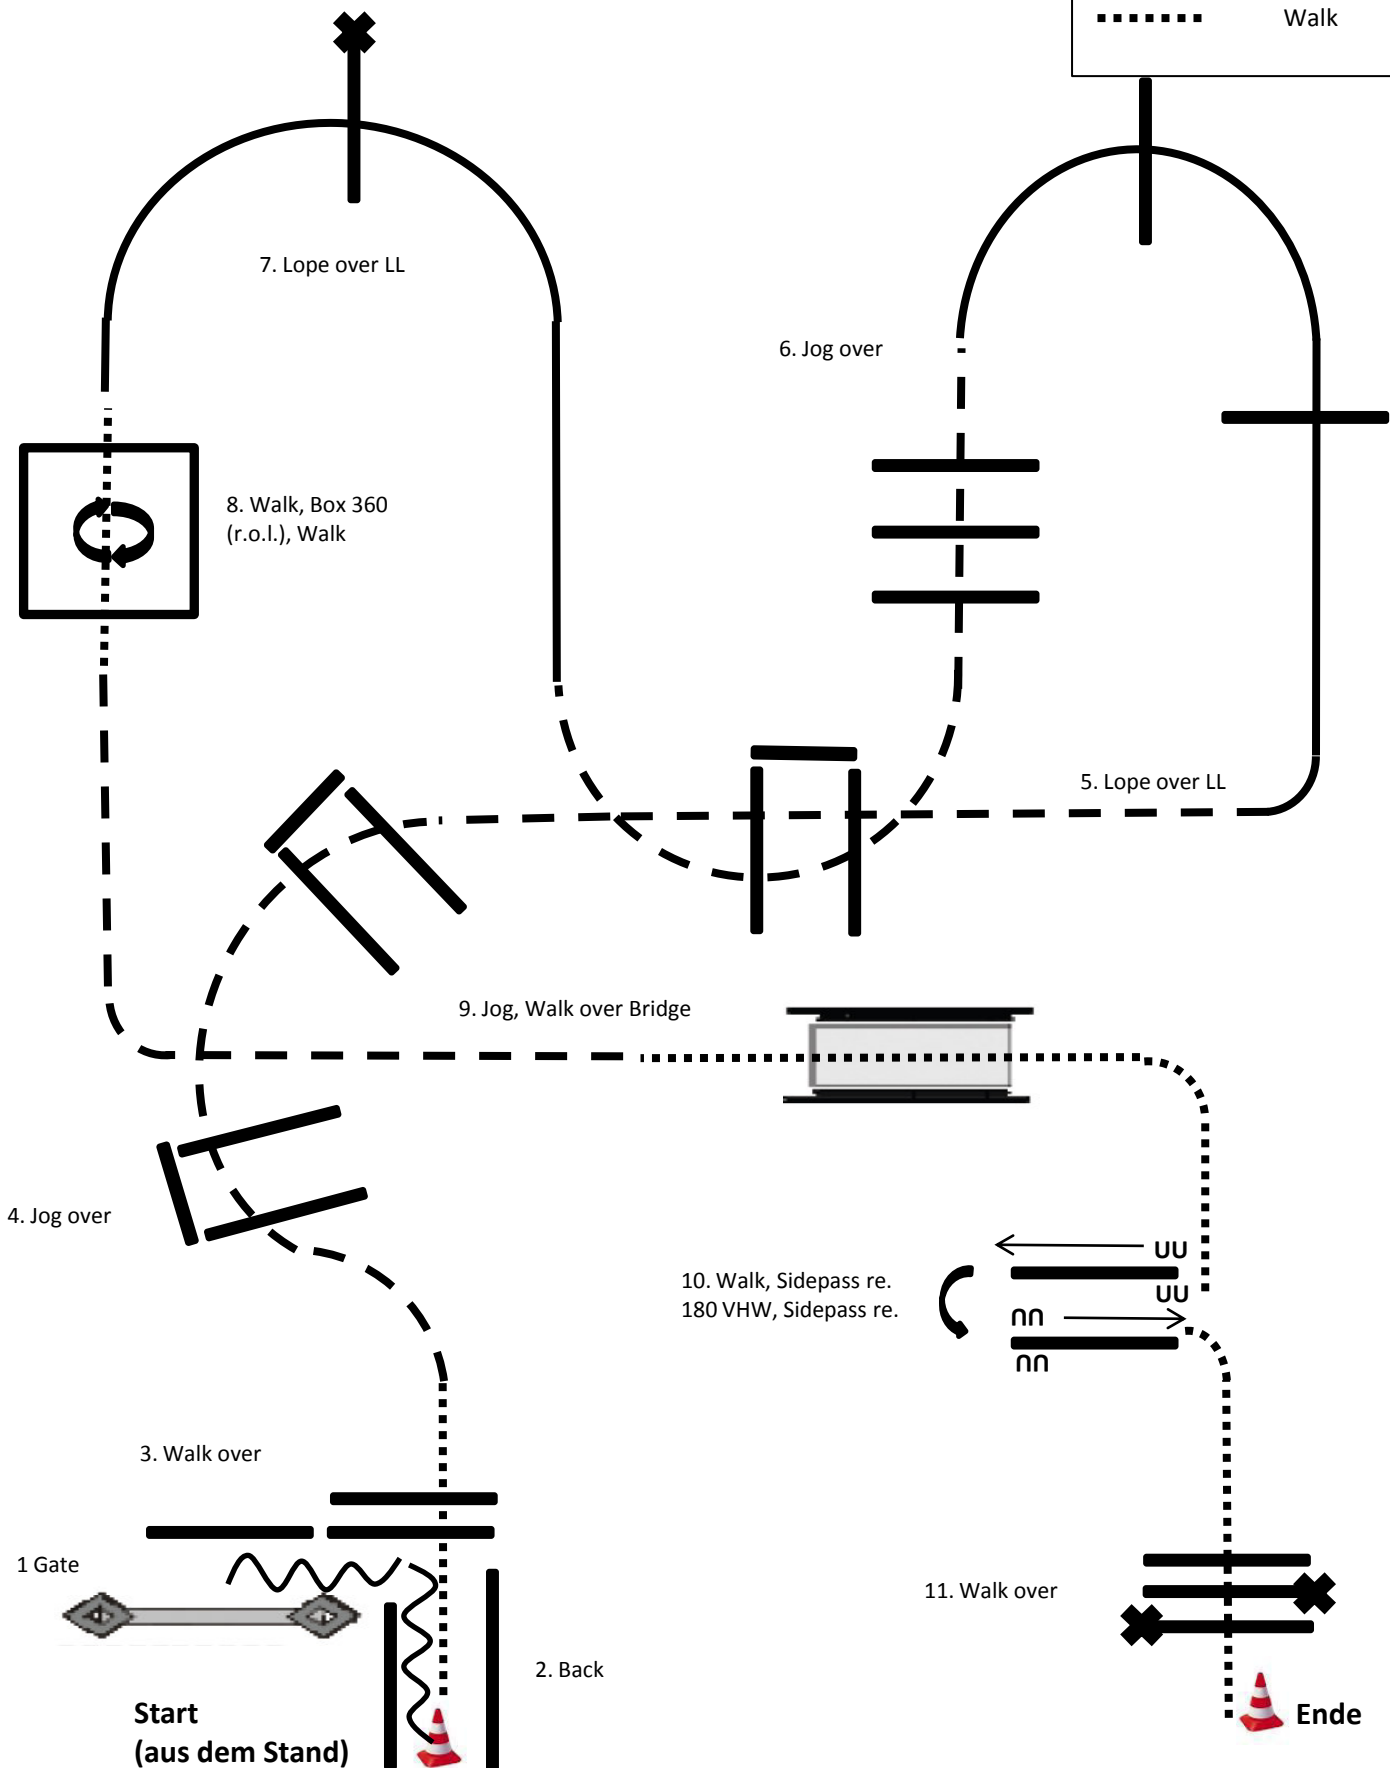 Walk
7. Lope over LL
6. Jog over
8. Walk, Box 360
(r.o.l.), Walk
5. Lope over LL
9. Jog, Walk over Bridge
4. Jog over
10. Walk, Sidepass re.
180 VHW, Sidepass re.
3. Walk over
1 Gate
11. Walk over
2. Back
Start
(aus dem Stand)
Ende